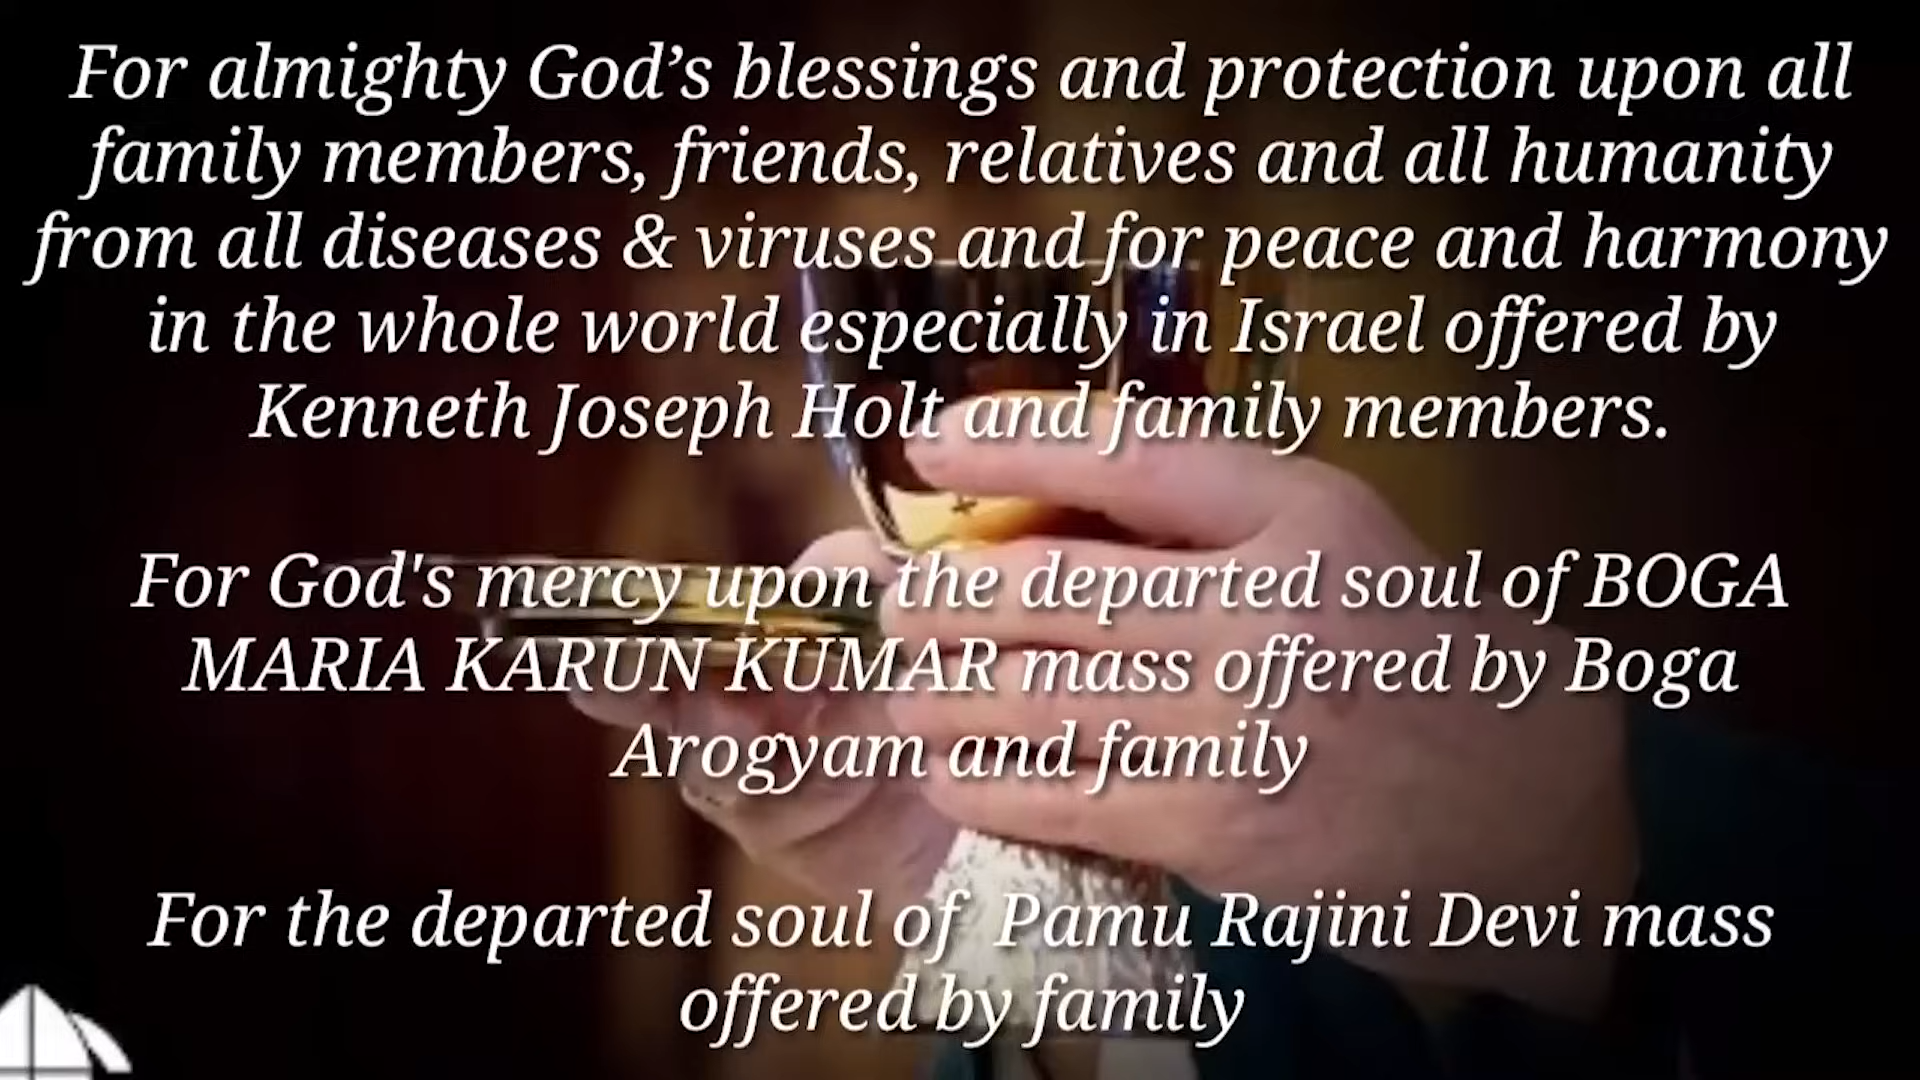 For almighty God’s blessings and protection upon all
family members, friends, relatives and all humanity
from all diseases & viruses and for peace and harmony
in the whole world especially in Israel offered by
Kenneth Joseph Holt and family members.
For God's mercy upon the departed soul of BOGA
MARIA KARUN KUMAR mass offered by Boga
Arogyam and family
For the departed soul of Pamu Rajini Devi mass
offered by family